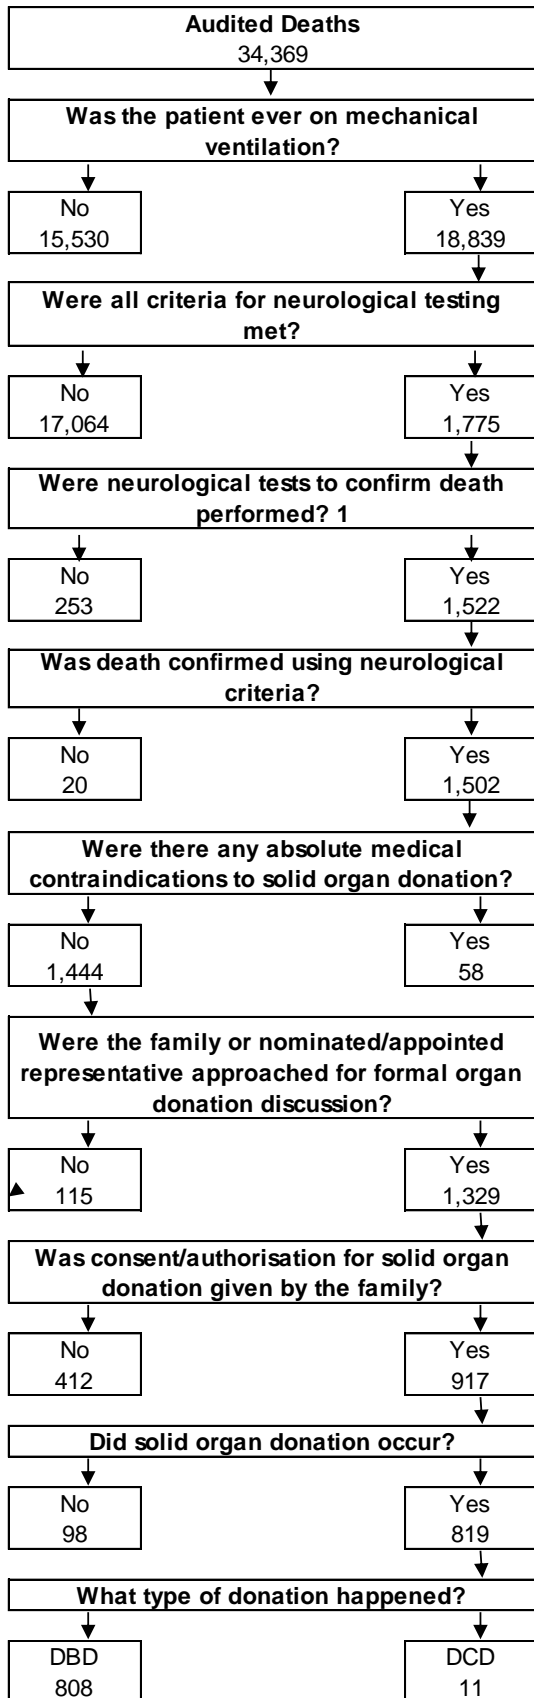 Audited Deaths
34,369
Was the patient ever on mechanical
ventilation?
No
15,530
Yes
18,839
Were all criteria for neurological testing
met?
No
17,064
Yes
1,775
Were neurological tests to confirm death
performed? 1
No
253
Yes
1,522
Was death confirmed using neurological
criteria?
No
20
Yes
1,502
Were there any absolute medical
contraindications to solid organ donation?
No
1,444
Yes
58
Were the family or nominated/appointed
representative approached for formal organ
donation discussion?
No
115
Yes
1,329
Was consent/authorisation for solid organ
donation given by the family?
No
412
Yes
917
Did solid organ donation occur?
No
98
Yes
819
What type of donation happened?
DBD
808
DCD
11